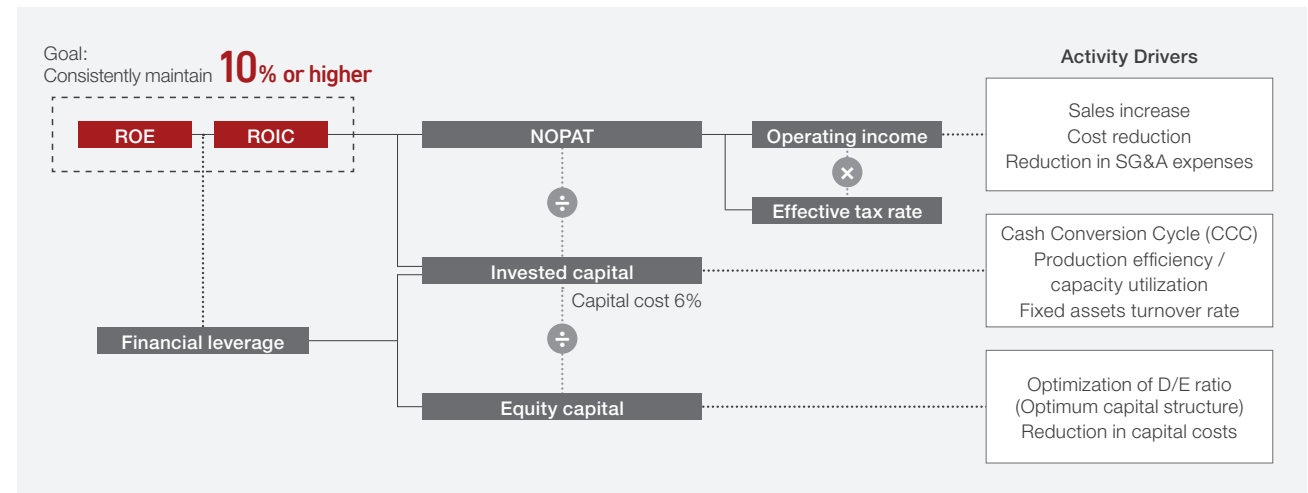 Goal:
Consistently maintain 10% or higher
ROE
ROIC
NOPAT
÷
Invested capital
Capital cost 6%
÷
Equity capital
Financial leverage
Operating income
×
Effective tax rate
Activity Drivers
Sales increase
Cost reduction
Reduction in SG&A expenses
Cash Conversion Cycle (CCC)
Production efficiency /
capacity utilization
Fixed assets turnover rate
Optimization of D/E ratio
(Optimum capital structure)
Reduction in capital costs